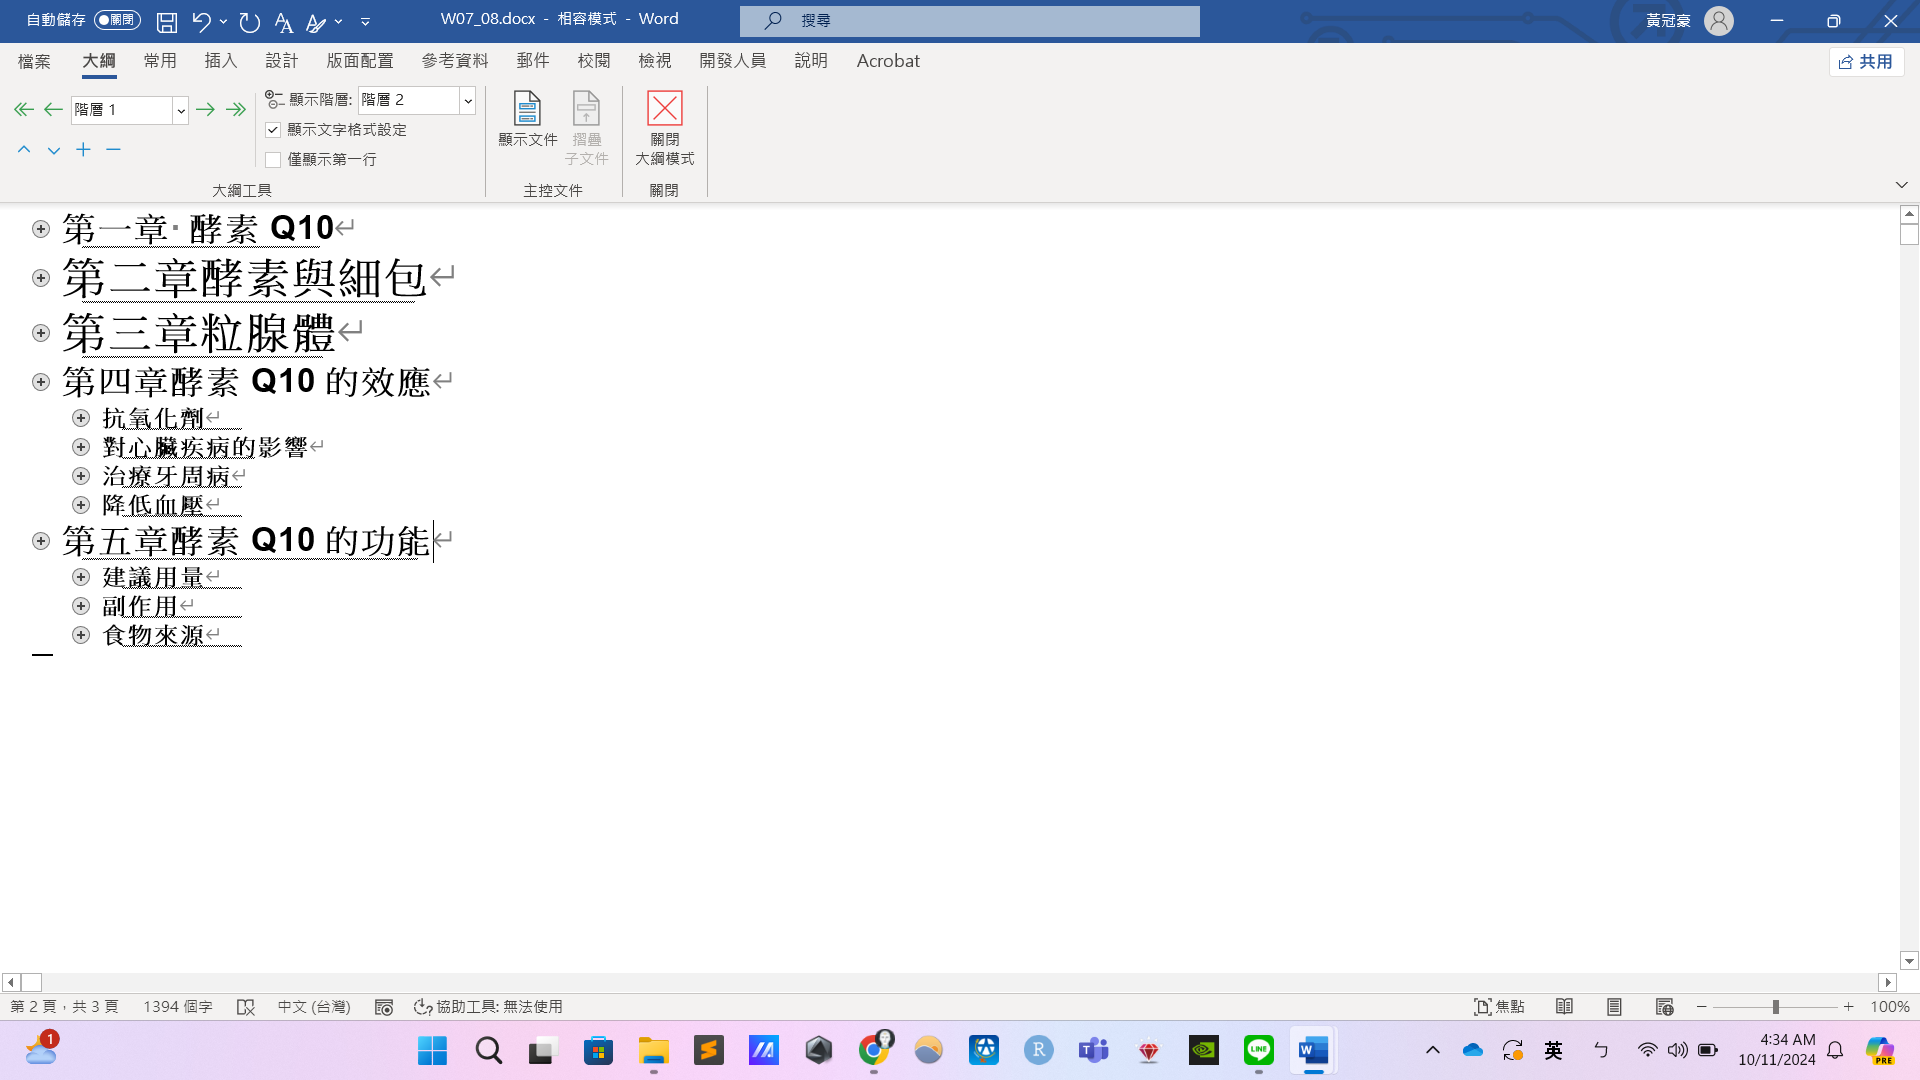 自動儲存 關閉 W07_08.docx - 相容模式 - Word 搜尋 黃冠豪
檔案 大綱 常用 插入 設計 版面配置 參考資料 郵件 校閱 檢視 開發人員 說明 Acrobat 共用
階層 1 顯示階層: 階層 2
顯示文字格式設定
僅顯示第一行
顯示文件
摺疊
子文件
關閉
大綱模式
大綱工具 主控文件 關閉
第一章 酵素 Q10
第二章酵素與細包
第三章粒腺體
第四章酵素 Q10 的效應
抗氧化劑
對心臟疾病的影響
治療牙周病
降低血壓
第五章酵素 Q10 的功能
建議用量
副作用
食物來源
第 2 頁，共 3 頁 1394 個字 中文 (台灣) 協助工具: 無法使用 焦點 100%
1 R LINE 英 ㄅ 4:34 AM
10/11/2024 PRE